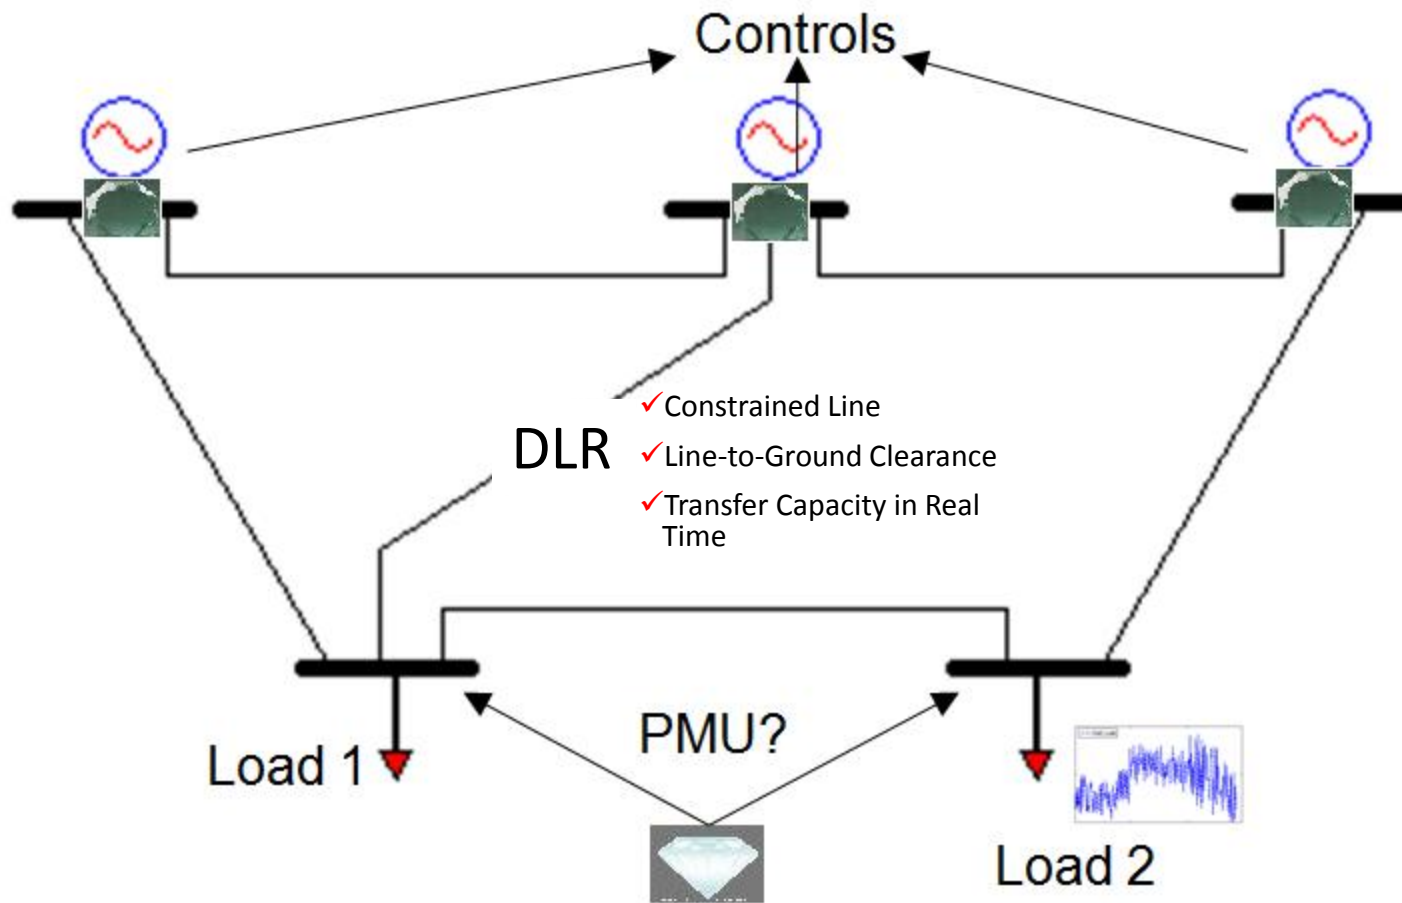 Controls
✓Constrained Line
DLR
✓Line-to-Ground Clearance
✓Transfer Capacity in Real
Time
PMU?
Load 1
Load 2